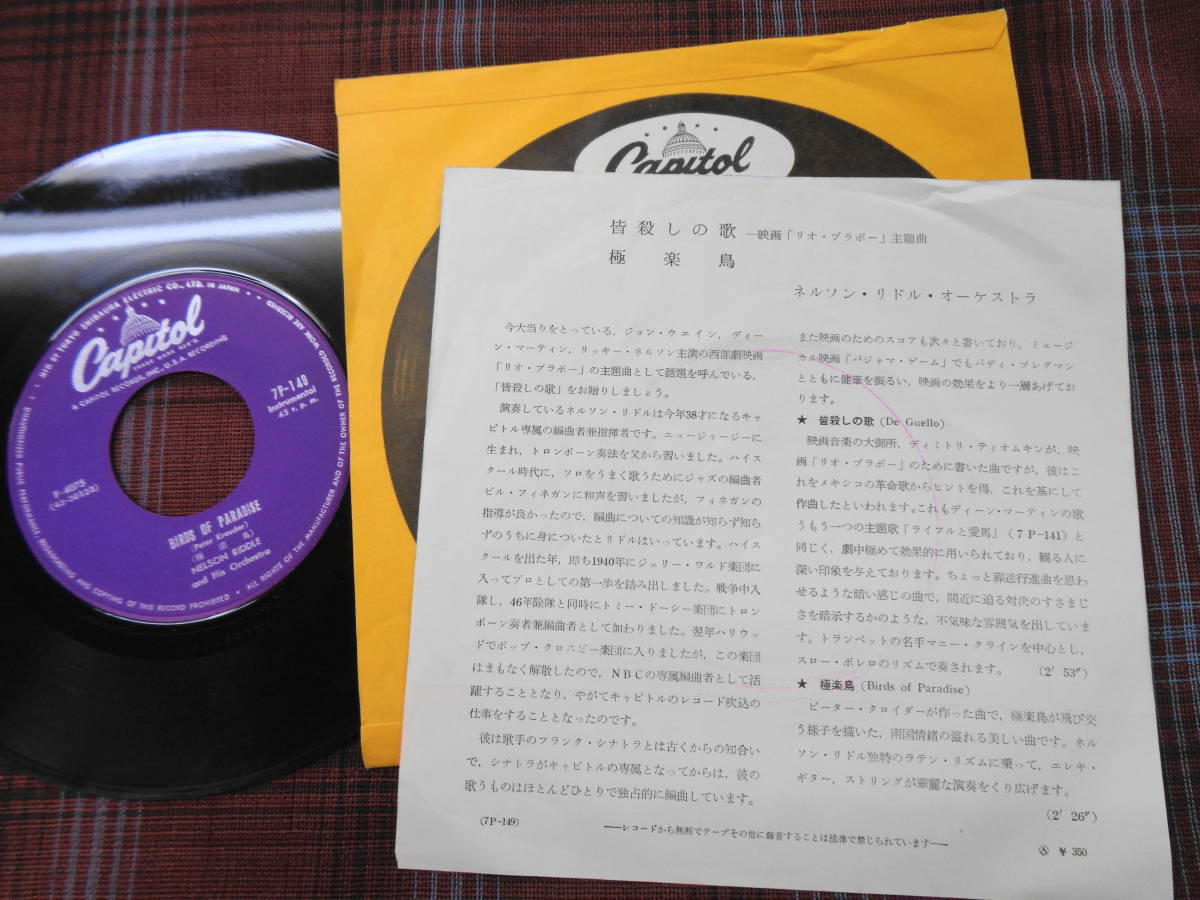 Capitol
MFD BY TOKYO SHIBAURA ELECTRIC CO., LTD. IN JAPAN
Capitol
TRADE MARK REG'D.
A CAPITOL RECORDS, INC., U.S.A. RECORDING
7P-149
Instrumental
45 r. p. m.
F-4075
BIRDS OF PARADISE
(Peter Kreuder)
(極楽鳥)
NELSON RIDDLE
and His Orchestra
UNAUTHORIZED PUBLIC PERFORMANCE, BROADCASTING AND COPYING OF THIS RECORD PROHIBITED • ALL RIGHTS OF THE MANUFACTURER AND OF THE OWNER OF THE RECORDED WORK RESERVED
皆殺しの歌 —映画「リオ・ブラボー」主題曲
極楽鳥
ネルソン・リドル・オーケストラ
今大当りをとっている，ジョン・ウエイン，ディー
ン・マーティン，リッキー・ネルソン主演の西部劇映画
「リオ・ブラボー」の主題曲として話題を呼んでいる，
「皆殺しの歌」をお贈りしましょう。
演奏しているネルソン・リドルは今年38才になるキャ
ピトル専属の編曲者兼指揮者です。ニュージャージーに
生まれ，トロンボーン奏法を父から習いました。ハイス
クール時代に，ソロをうまく歌うためにジャズの編曲者
ビル・フィネガンに和声を習いましたが，フィネガンの
指導が良かったので，編曲についての知識が知らず知ら
ずのうちに身についたとリドルはいっています。ハイス
クールを出た年，即ち1940年にジェリー・ワルド楽団に
入ってプロとしての第一歩を踏み出しました。戦争中入
隊し，46年除隊と同時にトミー・ドーシー楽団にトロン
ボーン奏者兼編曲者として加わりました。翌年ハリウッ
ドでボップ・クロスビー楽団に入りましたが，この楽団
はまもなく解散したので，ＮＢＣの専属編曲者として活
躍することとなり，やがてキャピトルのレコード吹込の
仕事をすることとなったのです。
彼は歌手のフランク・シナトラとは古くからの知合い
で，シナトラがキャピトルの専属となってからは，彼の
歌うものはほとんどひとりで独占的に編曲しています。
また映画のためのスコアも次々と書いており，ミュージ
カル映画「パジャマ・ゲーム」でもバディ・ブレグマン
とともに健筆を振るい，映画の効果をより一層あげてお
ります。
★ 皆殺しの歌 (De Guello)
映画音楽の大御所，ディミトリ・ティオムキンが，映
画「リオ・ブラボー」のために書いた曲ですが，彼はこ
れをメキシコの革命歌からヒントを得，これを基にして
作曲したといわれます。これもディーン・マーティンの歌
うもう一つの主題歌「ライフルと愛馬」(７Ｐ-141)と
同じく，劇中極めて効果的に用いられており，観る人に
深い印象を与えております。ちょっと葬送行進曲を思わ
せるような暗い感じの曲で，間近に迫る対決のすさまじ
さを暗示するかのような，不気味な雰囲気を出していま
す。トランペットの名手マニー・クラインを中心とし，
スロー・ボレロのリズムで奏されます。 (2′ 53″)
★ 極楽鳥 (Birds of Paradise)
ピーター・クロイダーが作った曲で，極楽鳥が飛び交
う様子を描いた，南国情緒の溢れる美しい曲です。ネル
ソン・リドル独特のラテン・リズムに乗って，エレキ・
ギター，ストリングが華麗な演奏をくり広げます。
(2′ 26″)
(7P-149)
——レコードから無断でテープその他に録音することは法律で禁じられています——
Ⓐ ￥ 350